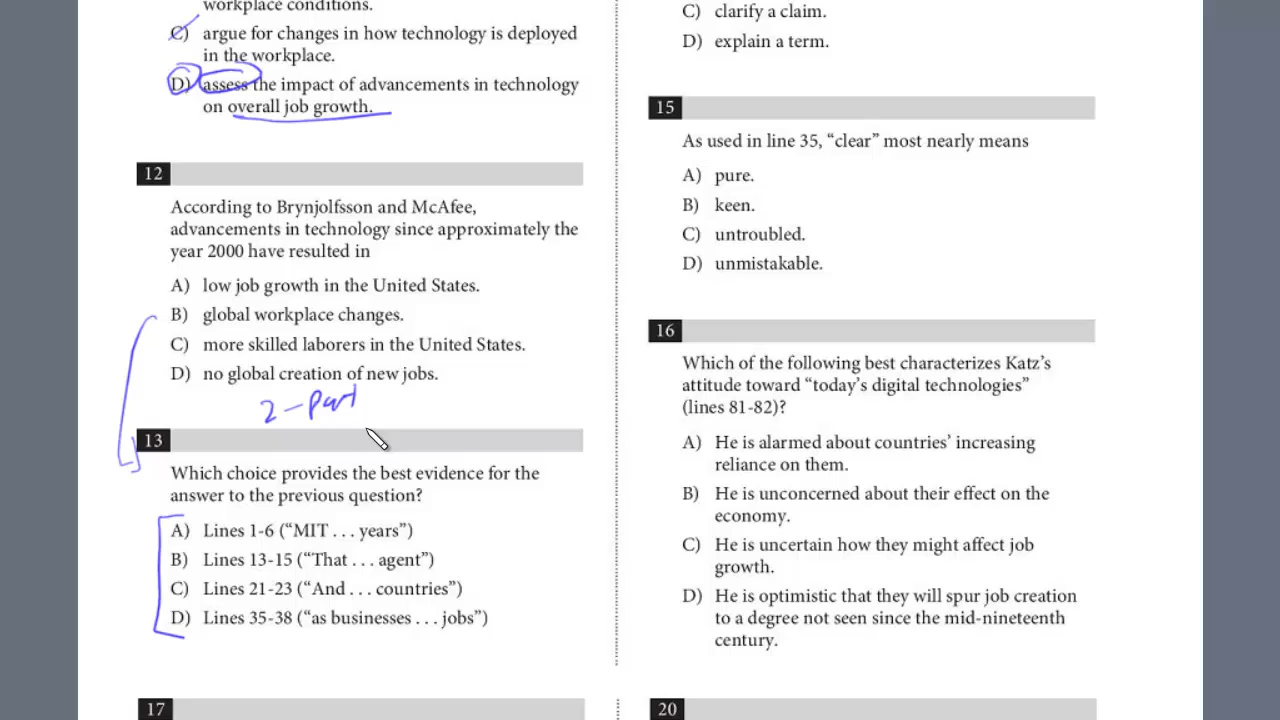 workplace conditions.
C) argue for changes in how technology is deployed
in the workplace.
D) assess the impact of advancements in technology
on overall job growth.
12
According to Brynjolfsson and McAfee,
advancements in technology since approximately the
year 2000 have resulted in
A) low job growth in the United States.
B) global workplace changes.
C) more skilled laborers in the United States.
D) no global creation of new jobs.
2-part
13
Which choice provides the best evidence for the
answer to the previous question?
A) Lines 1-6 (“MIT . . . years”)
B) Lines 13-15 (“That . . . agent”)
C) Lines 21-23 (“And . . . countries”)
D) Lines 35-38 (“as businesses . . . jobs”)
17
C) clarify a claim.
D) explain a term.
15
As used in line 35, “clear” most nearly means
A) pure.
B) keen.
C) untroubled.
D) unmistakable.
16
Which of the following best characterizes Katz’s
attitude toward “today’s digital technologies”
(lines 81-82)?
A) He is alarmed about countries’ increasing
reliance on them.
B) He is unconcerned about their effect on the
economy.
C) He is uncertain how they might affect job
growth.
D) He is optimistic that they will spur job creation
to a degree not seen since the mid-nineteenth
century.
20